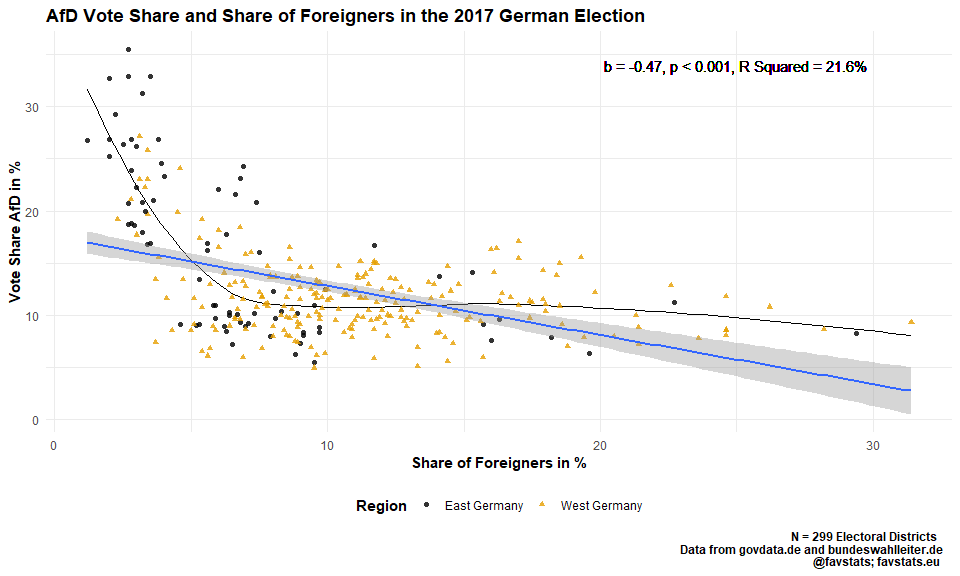 AfD Vote Share and Share of Foreigners in the 2017 German Election
b = -0.47, p < 0.001, R Squared = 21.6%
Vote Share AfD in %
30
20
10
0
0 10 20 30
Share of Foreigners in %
Region East Germany West Germany
N = 299 Electoral Districts
Data from govdata.de and bundeswahlleiter.de
@favstats; favstats.eu